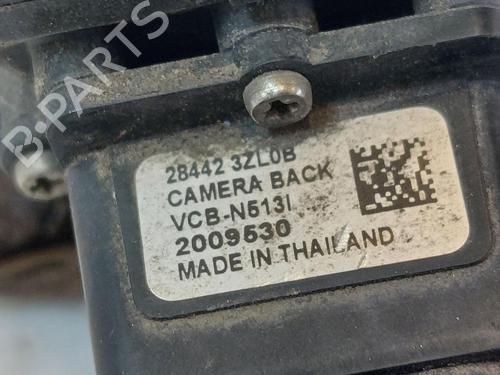 B-PARTS
28442 3ZL0B
CAMERA BACK
VCB-N513I
2009530
MADE IN THAILAND